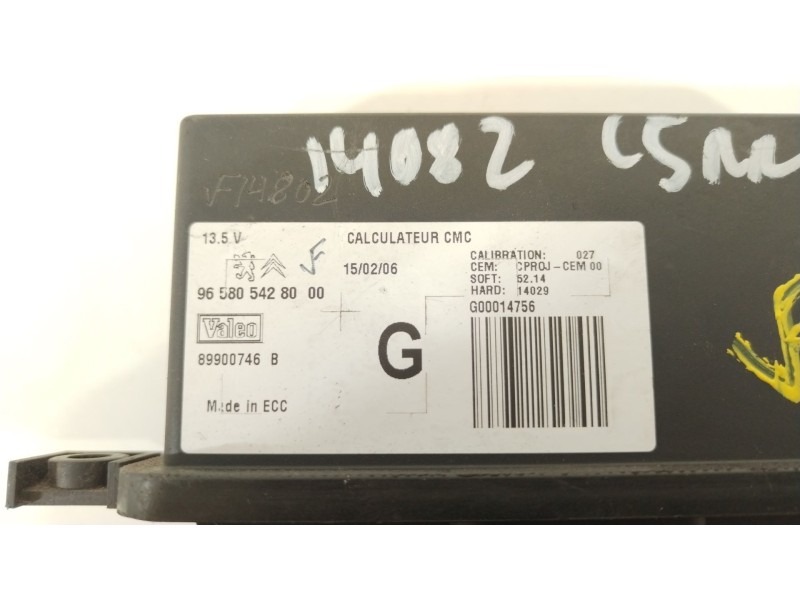 14082 C5
13.5 V
CALCULATEUR CMC
15/02/06
96 580 542 80 00
Valeo
89900746 B
Made in ECC
G
CALIBRATION: 027
CEM: CPROJ-CEM 00
SOFT: 52.14
HARD: 14029
G00014756